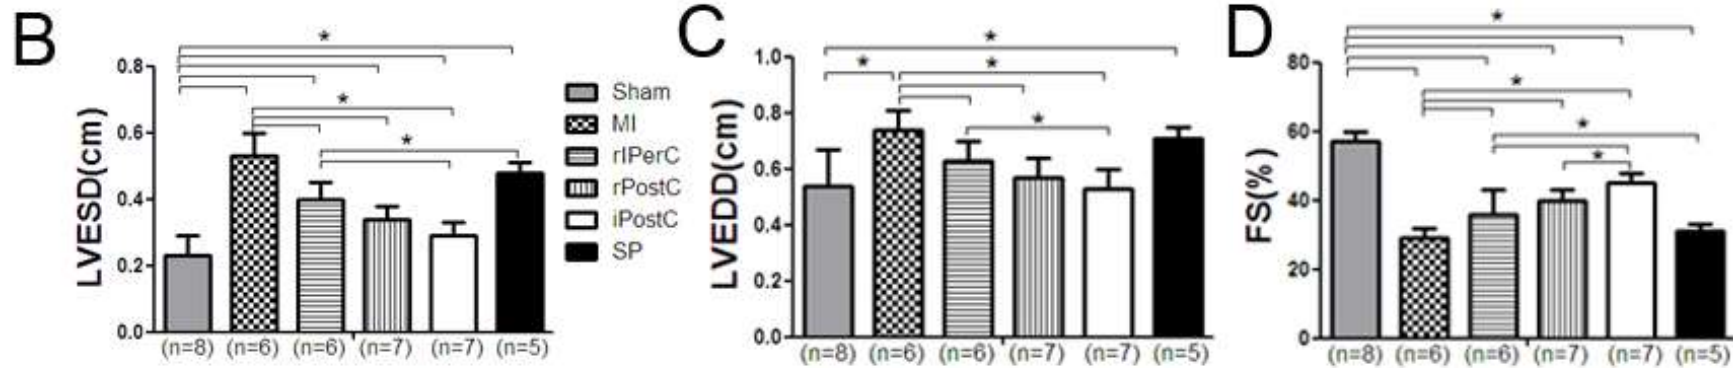 B
LVESD(cm)
0.8
0.6
0.4
0.2
0.0
* * *
(n=8) (n=6) (n=6) (n=7) (n=7) (n=5)
Sham
MI
rIPerC
rPostC
iPostC
SP
C
LVEDD(cm)
1.0
0.8
0.6
0.4
0.2
0.0
* * * *
(n=8) (n=6) (n=6) (n=7) (n=7) (n=5)
D
FS(%)
80
60
40
20
0
* * * *
(n=8) (n=6) (n=6) (n=7) (n=7) (n=5)